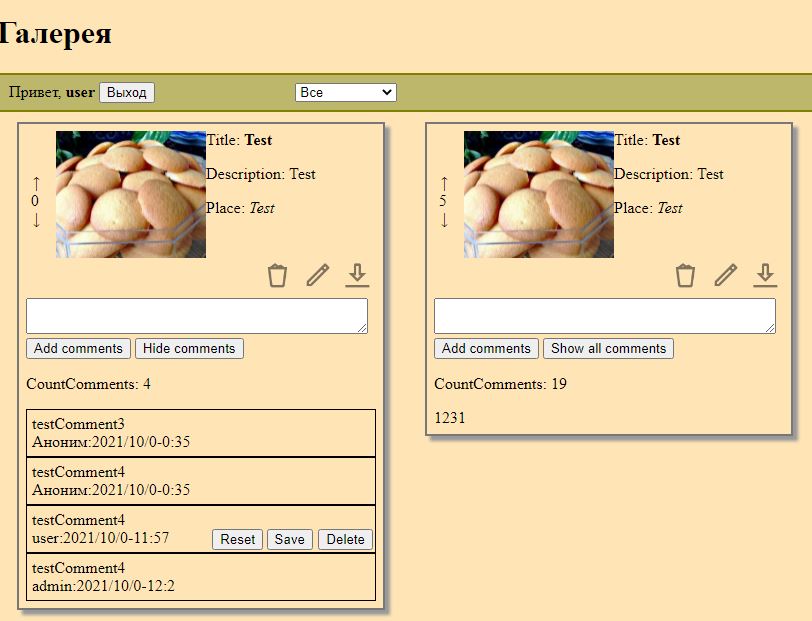 Галерея
Привет, user Выход Все
↑
0
↓
Title: Test
Description: Test
Place: Test
Add comments Hide comments
CountComments: 4
testComment3
Аноним:2021/10/0-0:35
testComment4
Аноним:2021/10/0-0:35
testComment4
user:2021/10/0-11:57 Reset Save Delete
testComment4
admin:2021/10/0-12:2
↑
5
↓
Title: Test
Description: Test
Place: Test
Add comments Show all comments
CountComments: 19
1231